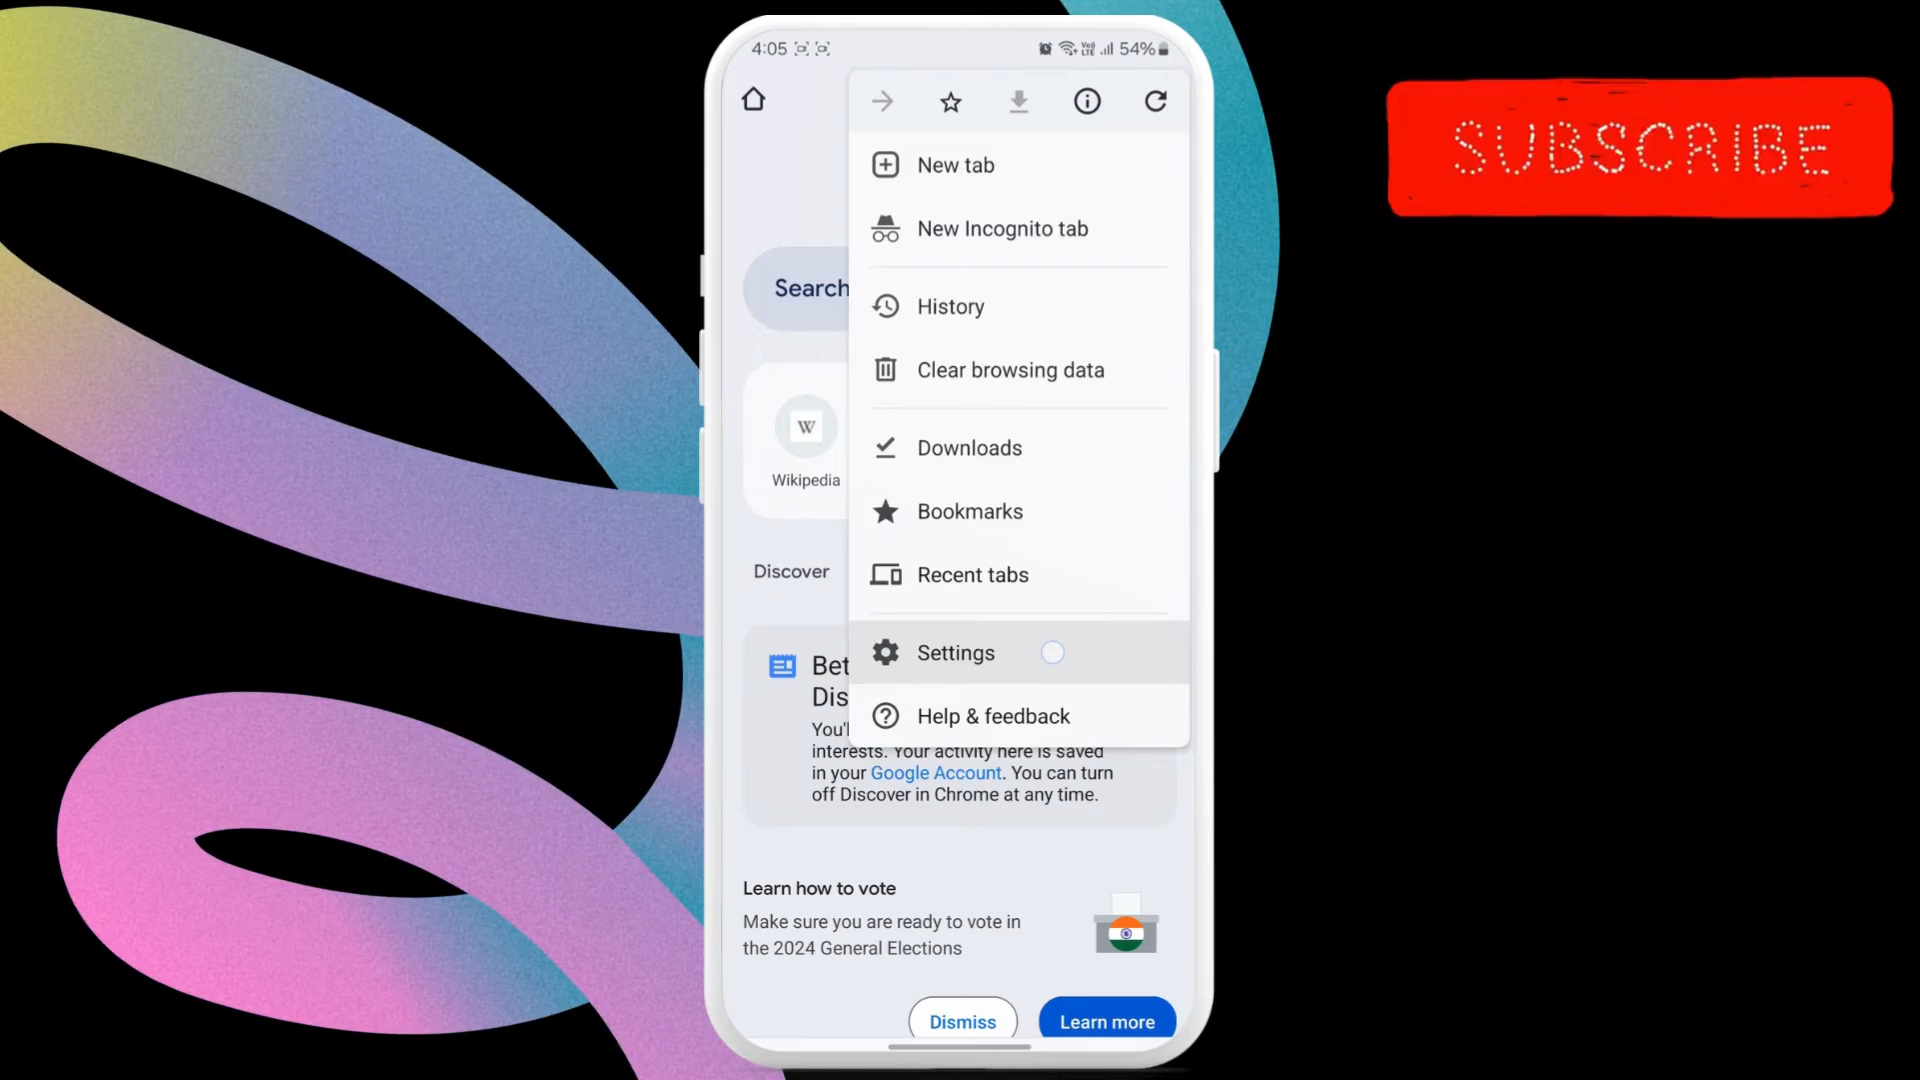 4:05
VoLTE 54%
SUBSCRIBE
New tab
New Incognito tab
Search
History
Clear browsing data
W
Wikipedia
Downloads
Bookmarks
Discover
Recent tabs
Settings
Bet
Dis
Help & feedback
You'l
interests. Your activity here is saved
in your Google Account. You can turn
off Discover in Chrome at any time.
Learn how to vote
Make sure you are ready to vote in
the 2024 General Elections
Dismiss
Learn more